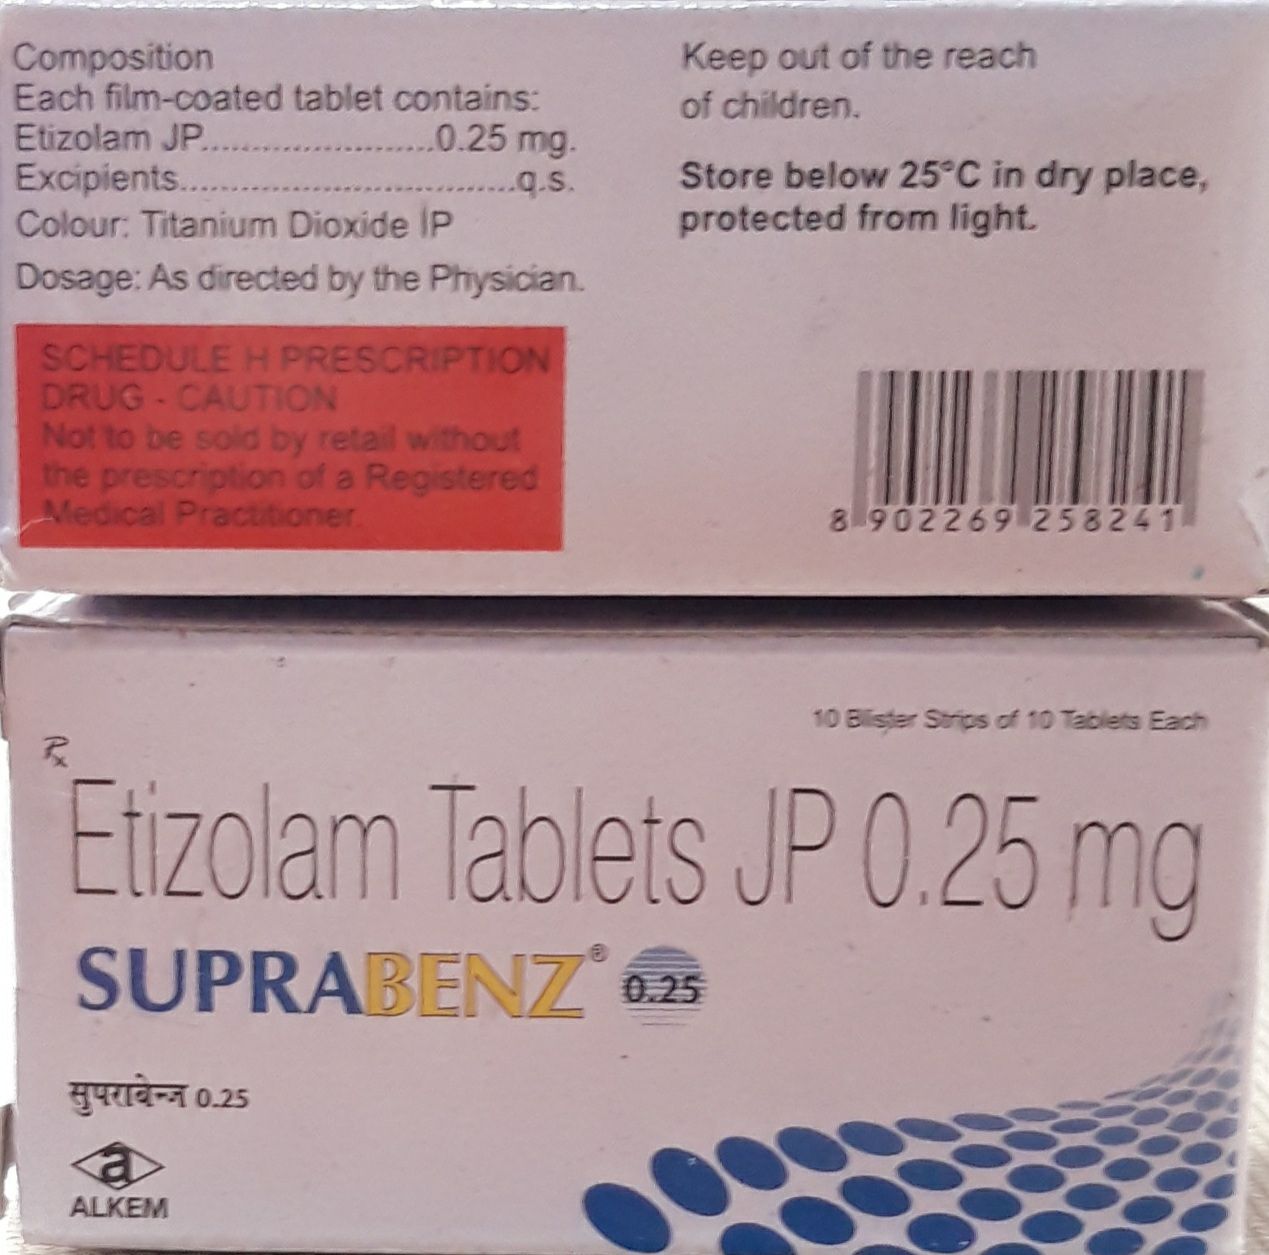 Composition
Each film-coated tablet contains:
Etizolam JP.......................0.25 mg.
Excipients.................................q.s.
Colour: Titanium Dioxide IP
Dosage: As directed by the Physician.
SCHEDULE H PRESCRIPTION
DRUG - CAUTION
Not to be sold by retail without
the prescription of a Registered
Medical Practitioner.
Keep out of the reach
of children.
Store below 25°C in dry place,
protected from light.
8 902269 258241
10 Blister Strips of 10 Tablets Each
Rx
Etizolam Tablets JP 0.25 mg
SUPRABENZ® 0.25
सुपराबेन्ज 0.25
a
ALKEM